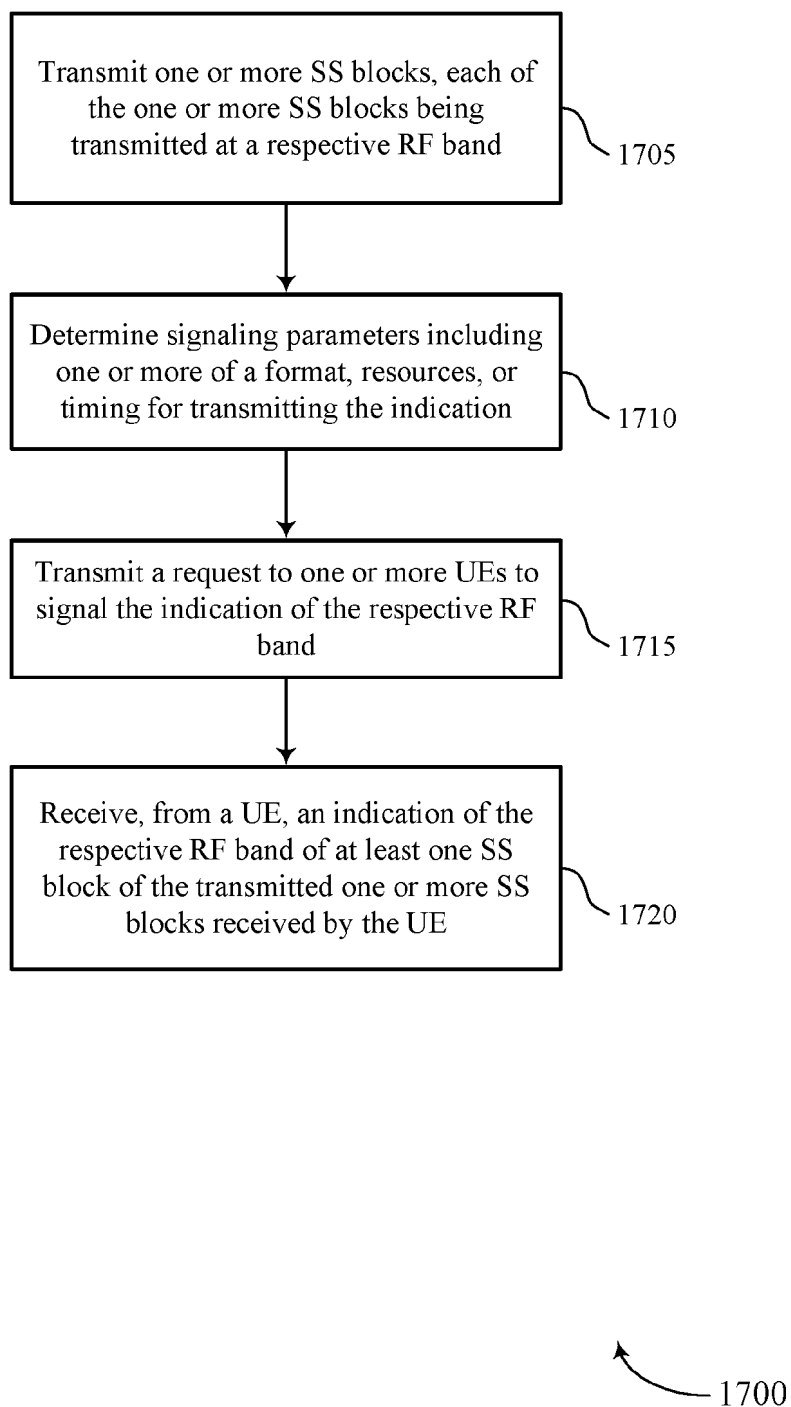 Transmit one or more SS blocks, each of
the one or more SS blocks being
transmitted at a respective RF band
1705
Determine signaling parameters including
one or more of a format, resources, or
timing for transmitting the indication
1710
Transmit a request to one or more UEs to
signal the indication of the respective RF
band
1715
Receive, from a UE, an indication of the
respective RF band of at least one SS
block of the transmitted one or more SS
blocks received by the UE
1720
1700